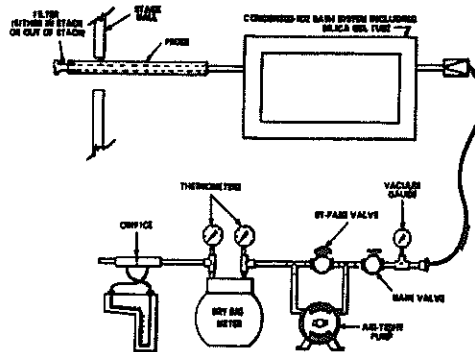 FILTER
(EITHER IN STACK
OR OUT OF STACK)
STACK
WALL
PROBE
CONDENSER-ICE BATH SYSTEM INCLUDING
SILICA GEL TUBE
THERMOMETERS
ORIFICE
DRY GAS
METER
BY-PASS VALVE
VACUUM
GAUGE
MAIN VALVE
AIR-TIGHT
PUMP